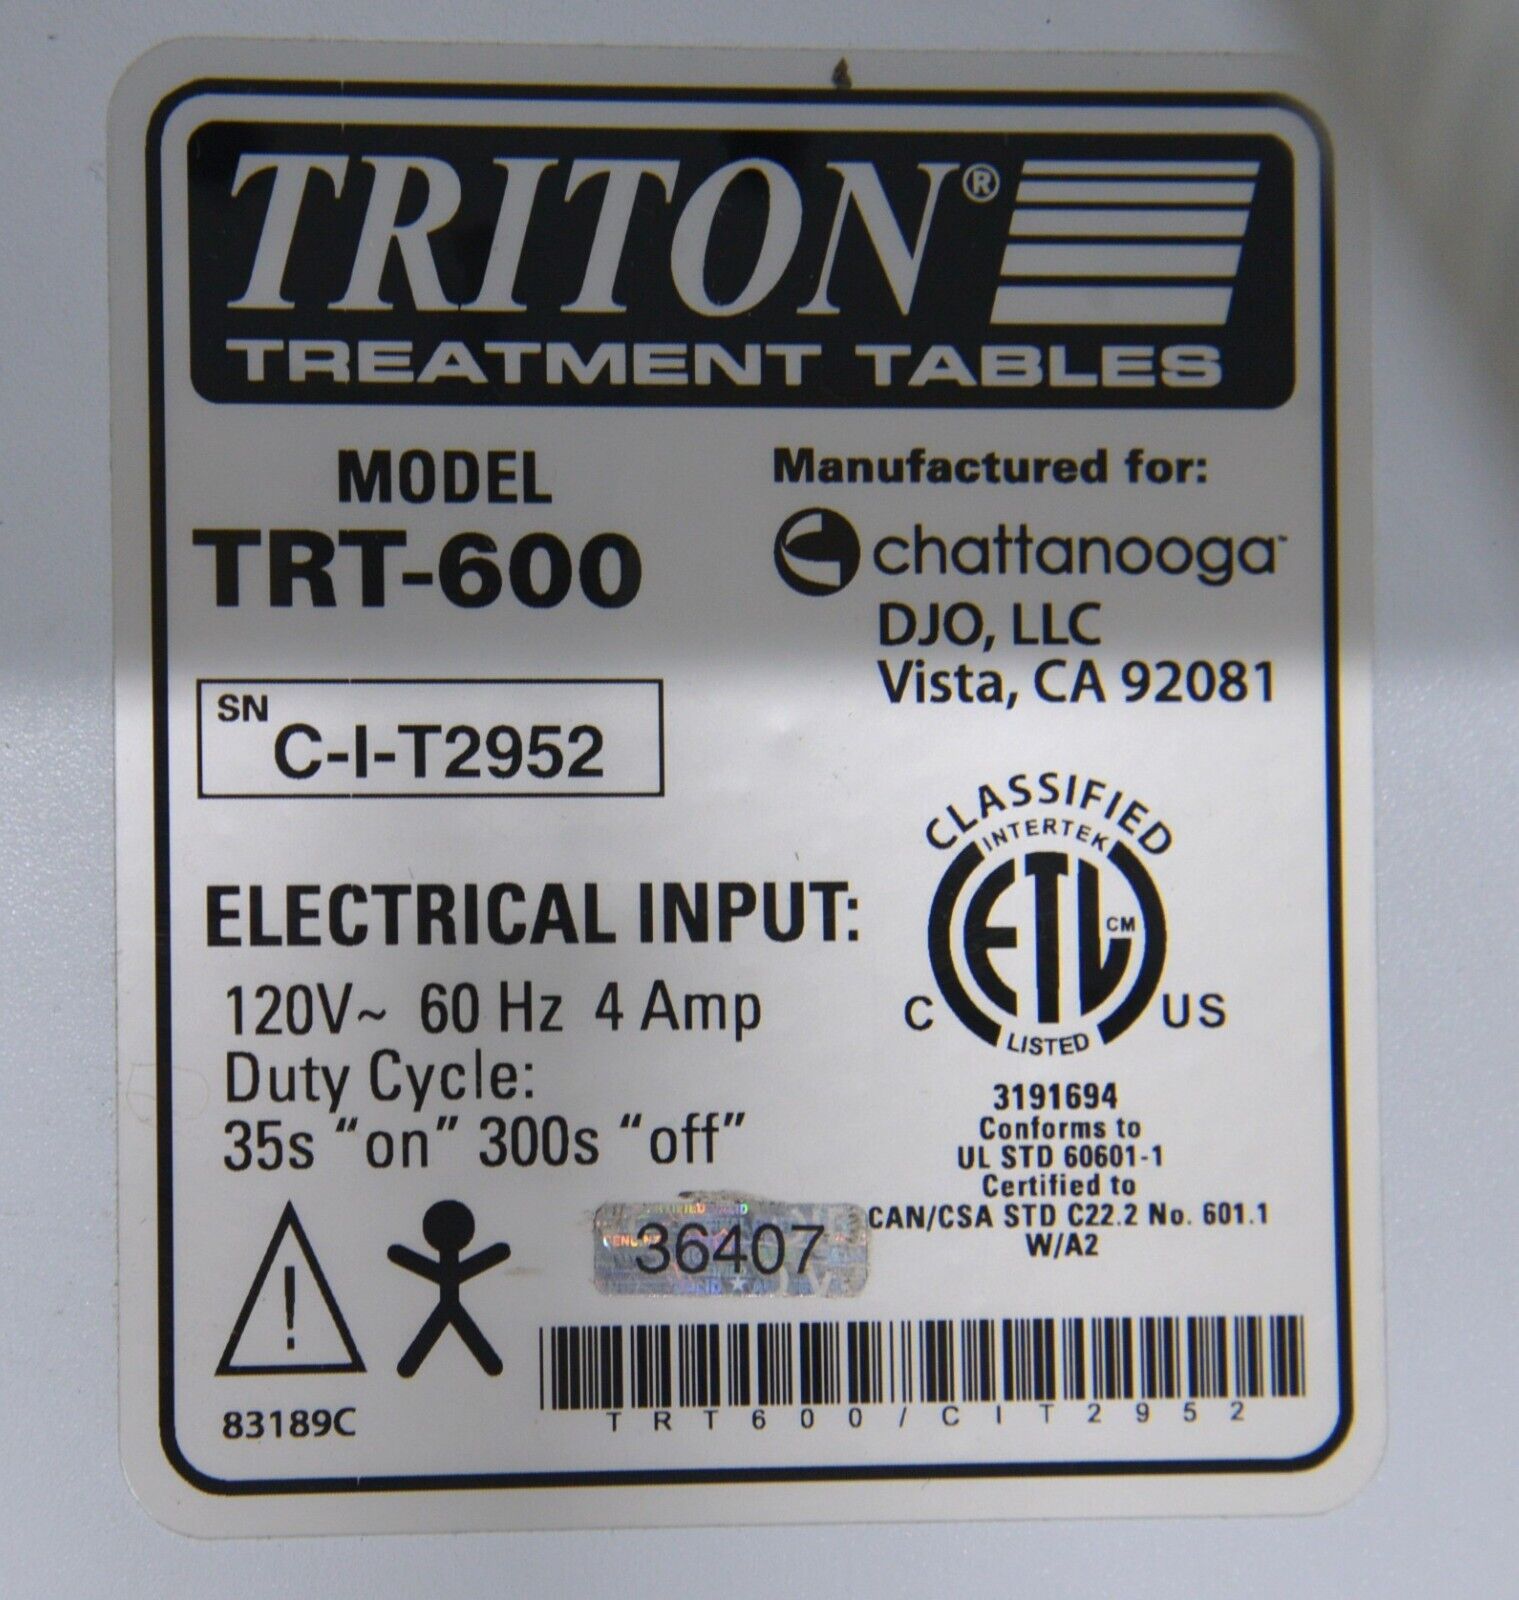 TRITON®
TREATMENT TABLES
MODEL
TRT-600
Manufactured for:
chattanooga
DJO, LLC
Vista, CA 92081
SN
C-I-T2952
CLASSIFIED
INTERTEK
ETL CM
C US
LISTED
3191694
Conforms to
UL STD 60601-1
Certified to
CAN/CSA STD C22.2 No. 601.1
W/A2
ELECTRICAL INPUT:
120V~ 60 Hz 4 Amp
Duty Cycle:
35s “on” 300s “off”
36407
83189C
TRT600/CIT2952